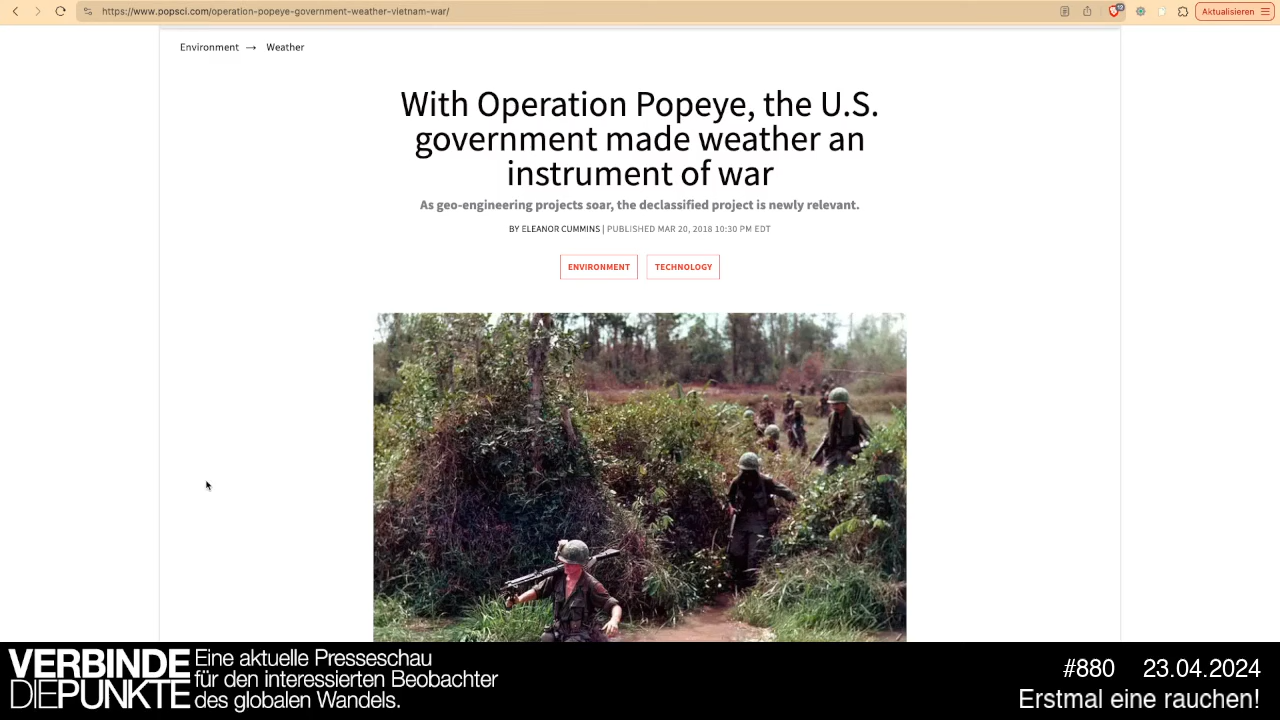 https://www.popsci.com/operation-popeye-government-weather-vietnam-war/
Aktualisieren
Environment → Weather
With Operation Popeye, the U.S.
government made weather an
instrument of war
As geo-engineering projects soar, the declassified project is newly relevant.
BY ELEANOR CUMMINS | PUBLISHED MAR 20, 2018 10:30 PM EDT
ENVIRONMENT TECHNOLOGY
VERBINDE
DIEPUNKTE
Eine aktuelle Presseschau
für den interessierten Beobachter
des globalen Wandels.
#880 23.04.2024
Erstmal eine rauchen!